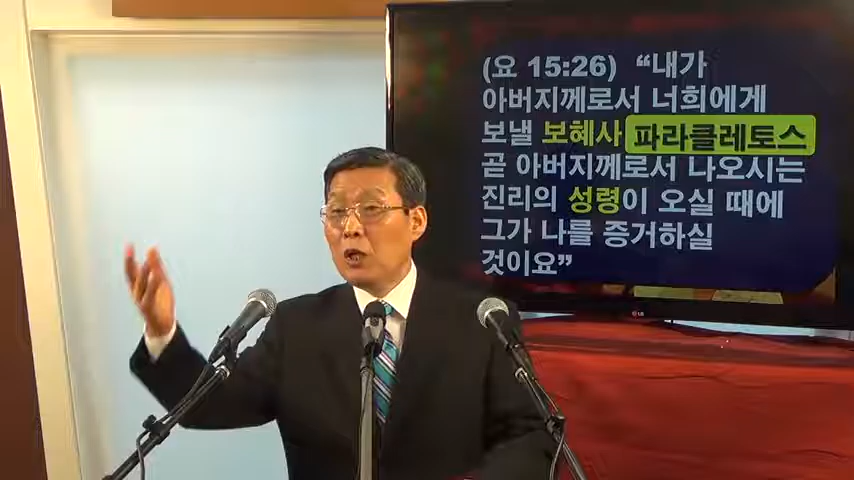 (요 15:26) “내가
아버지께로서 너희에게
보낼 보혜사 파라클레토스
곧 아버지께로서 나오시는
진리의 성령이 오실 때에
그가 나를 증거하실
것이요”
LG